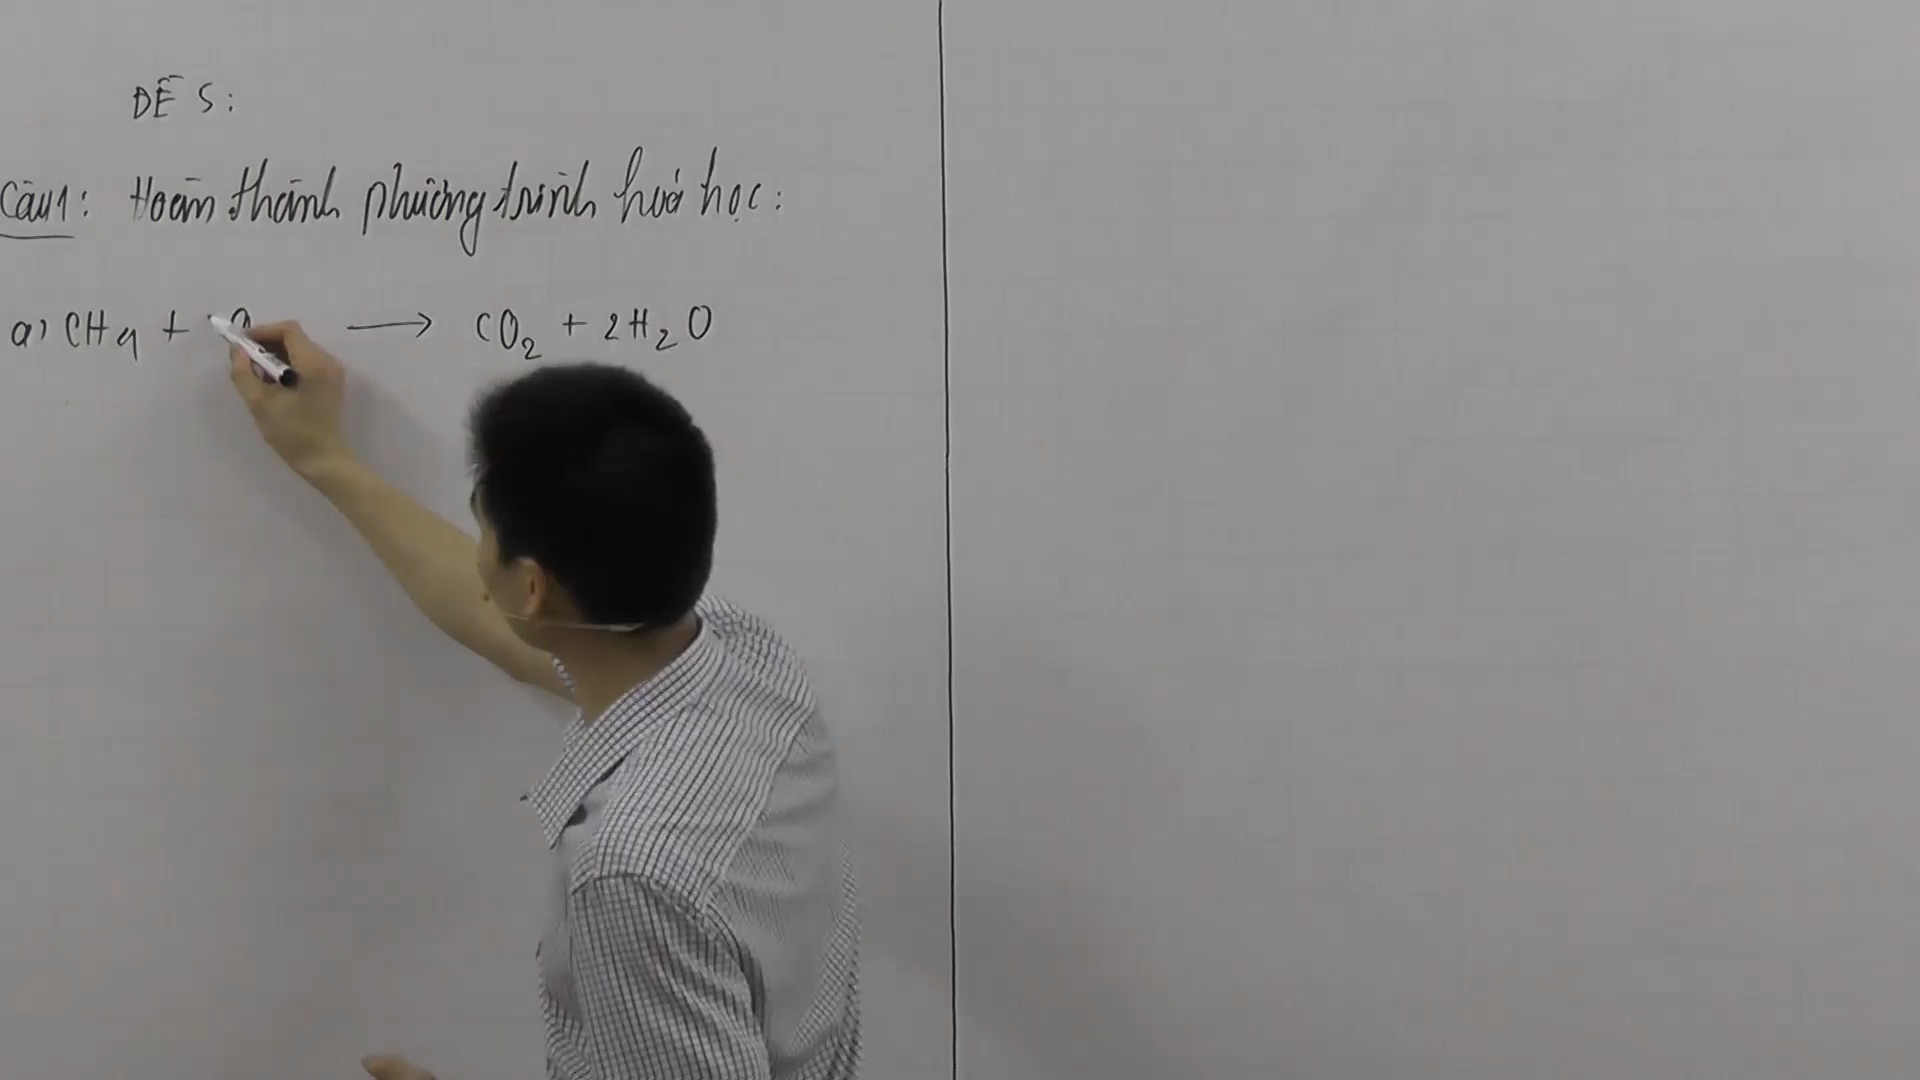 ĐỀ 5:
Câu 1: Hoàn thành phương trình hoá học:
a) CH4 + O → CO2 + 2H2O